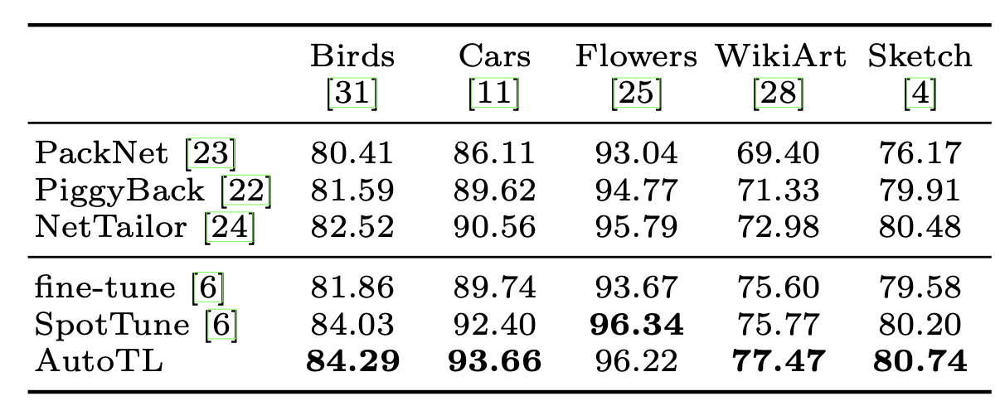 Birds Cars Flowers WikiArt Sketch
[31] [11] [25] [28] [4]
PackNet [23] 80.41 86.11 93.04 69.40 76.17
PiggyBack [22] 81.59 89.62 94.77 71.33 79.91
NetTailor [24] 82.52 90.56 95.79 72.98 80.48
fine-tune [6] 81.86 89.74 93.67 75.60 79.58
SpotTune [6] 84.03 92.40 96.34 75.77 80.20
AutoTL 84.29 93.66 96.22 77.47 80.74